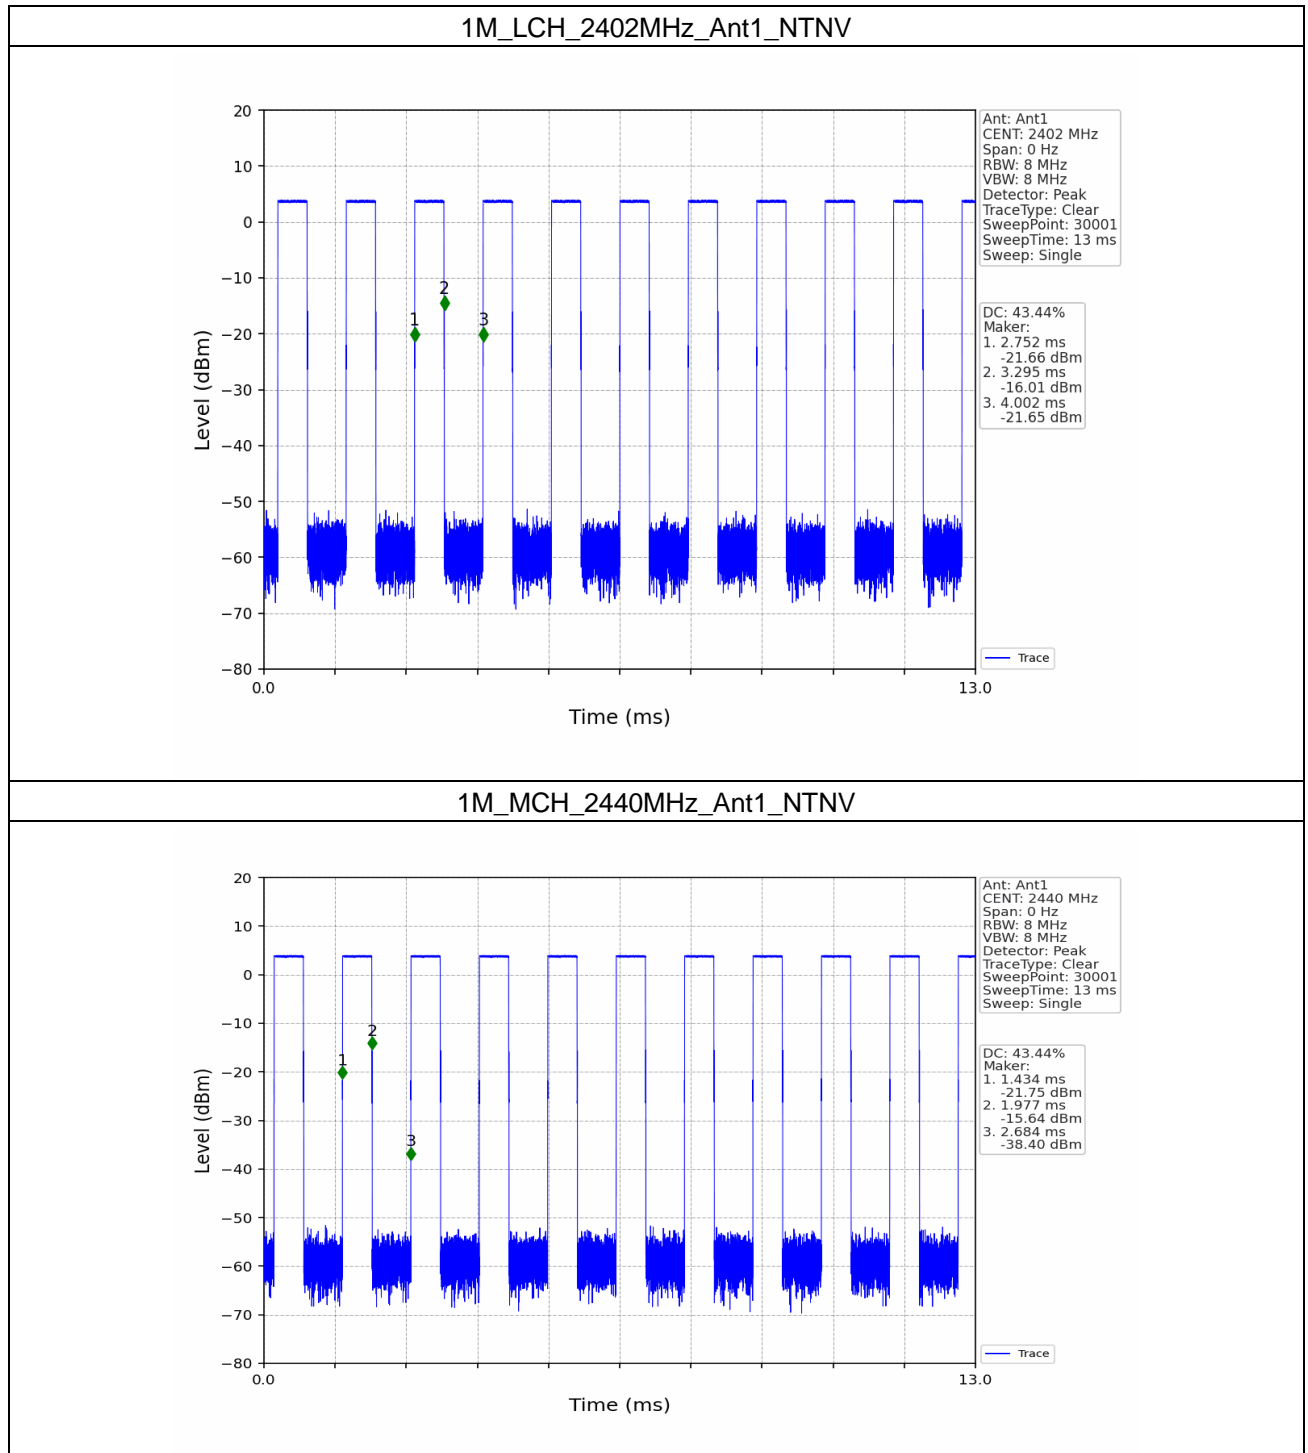 1M_LCH_2402MHz_Ant1_NTNV
20
10
0
−10
−20
−30
−40
−50
−60
−70
−80
Level (dBm)
1
2
3
0.0
13.0
Time (ms)
Ant: Ant1
CENT: 2402 MHz
Span: 0 Hz
RBW: 8 MHz
VBW: 8 MHz
Detector: Peak
TraceType: Clear
SweepPoint: 30001
SweepTime: 13 ms
Sweep: Single
DC: 43.44%
Maker:
1. 2.752 ms
-21.66 dBm
2. 3.295 ms
-16.01 dBm
3. 4.002 ms
-21.65 dBm
Trace
1M_MCH_2440MHz_Ant1_NTNV
20
10
0
−10
−20
−30
−40
−50
−60
−70
−80
Level (dBm)
1
2
3
0.0
13.0
Time (ms)
Ant: Ant1
CENT: 2440 MHz
Span: 0 Hz
RBW: 8 MHz
VBW: 8 MHz
Detector: Peak
TraceType: Clear
SweepPoint: 30001
SweepTime: 13 ms
Sweep: Single
DC: 43.44%
Maker:
1. 1.434 ms
-21.75 dBm
2. 1.977 ms
-15.64 dBm
3. 2.684 ms
-38.40 dBm
Trace